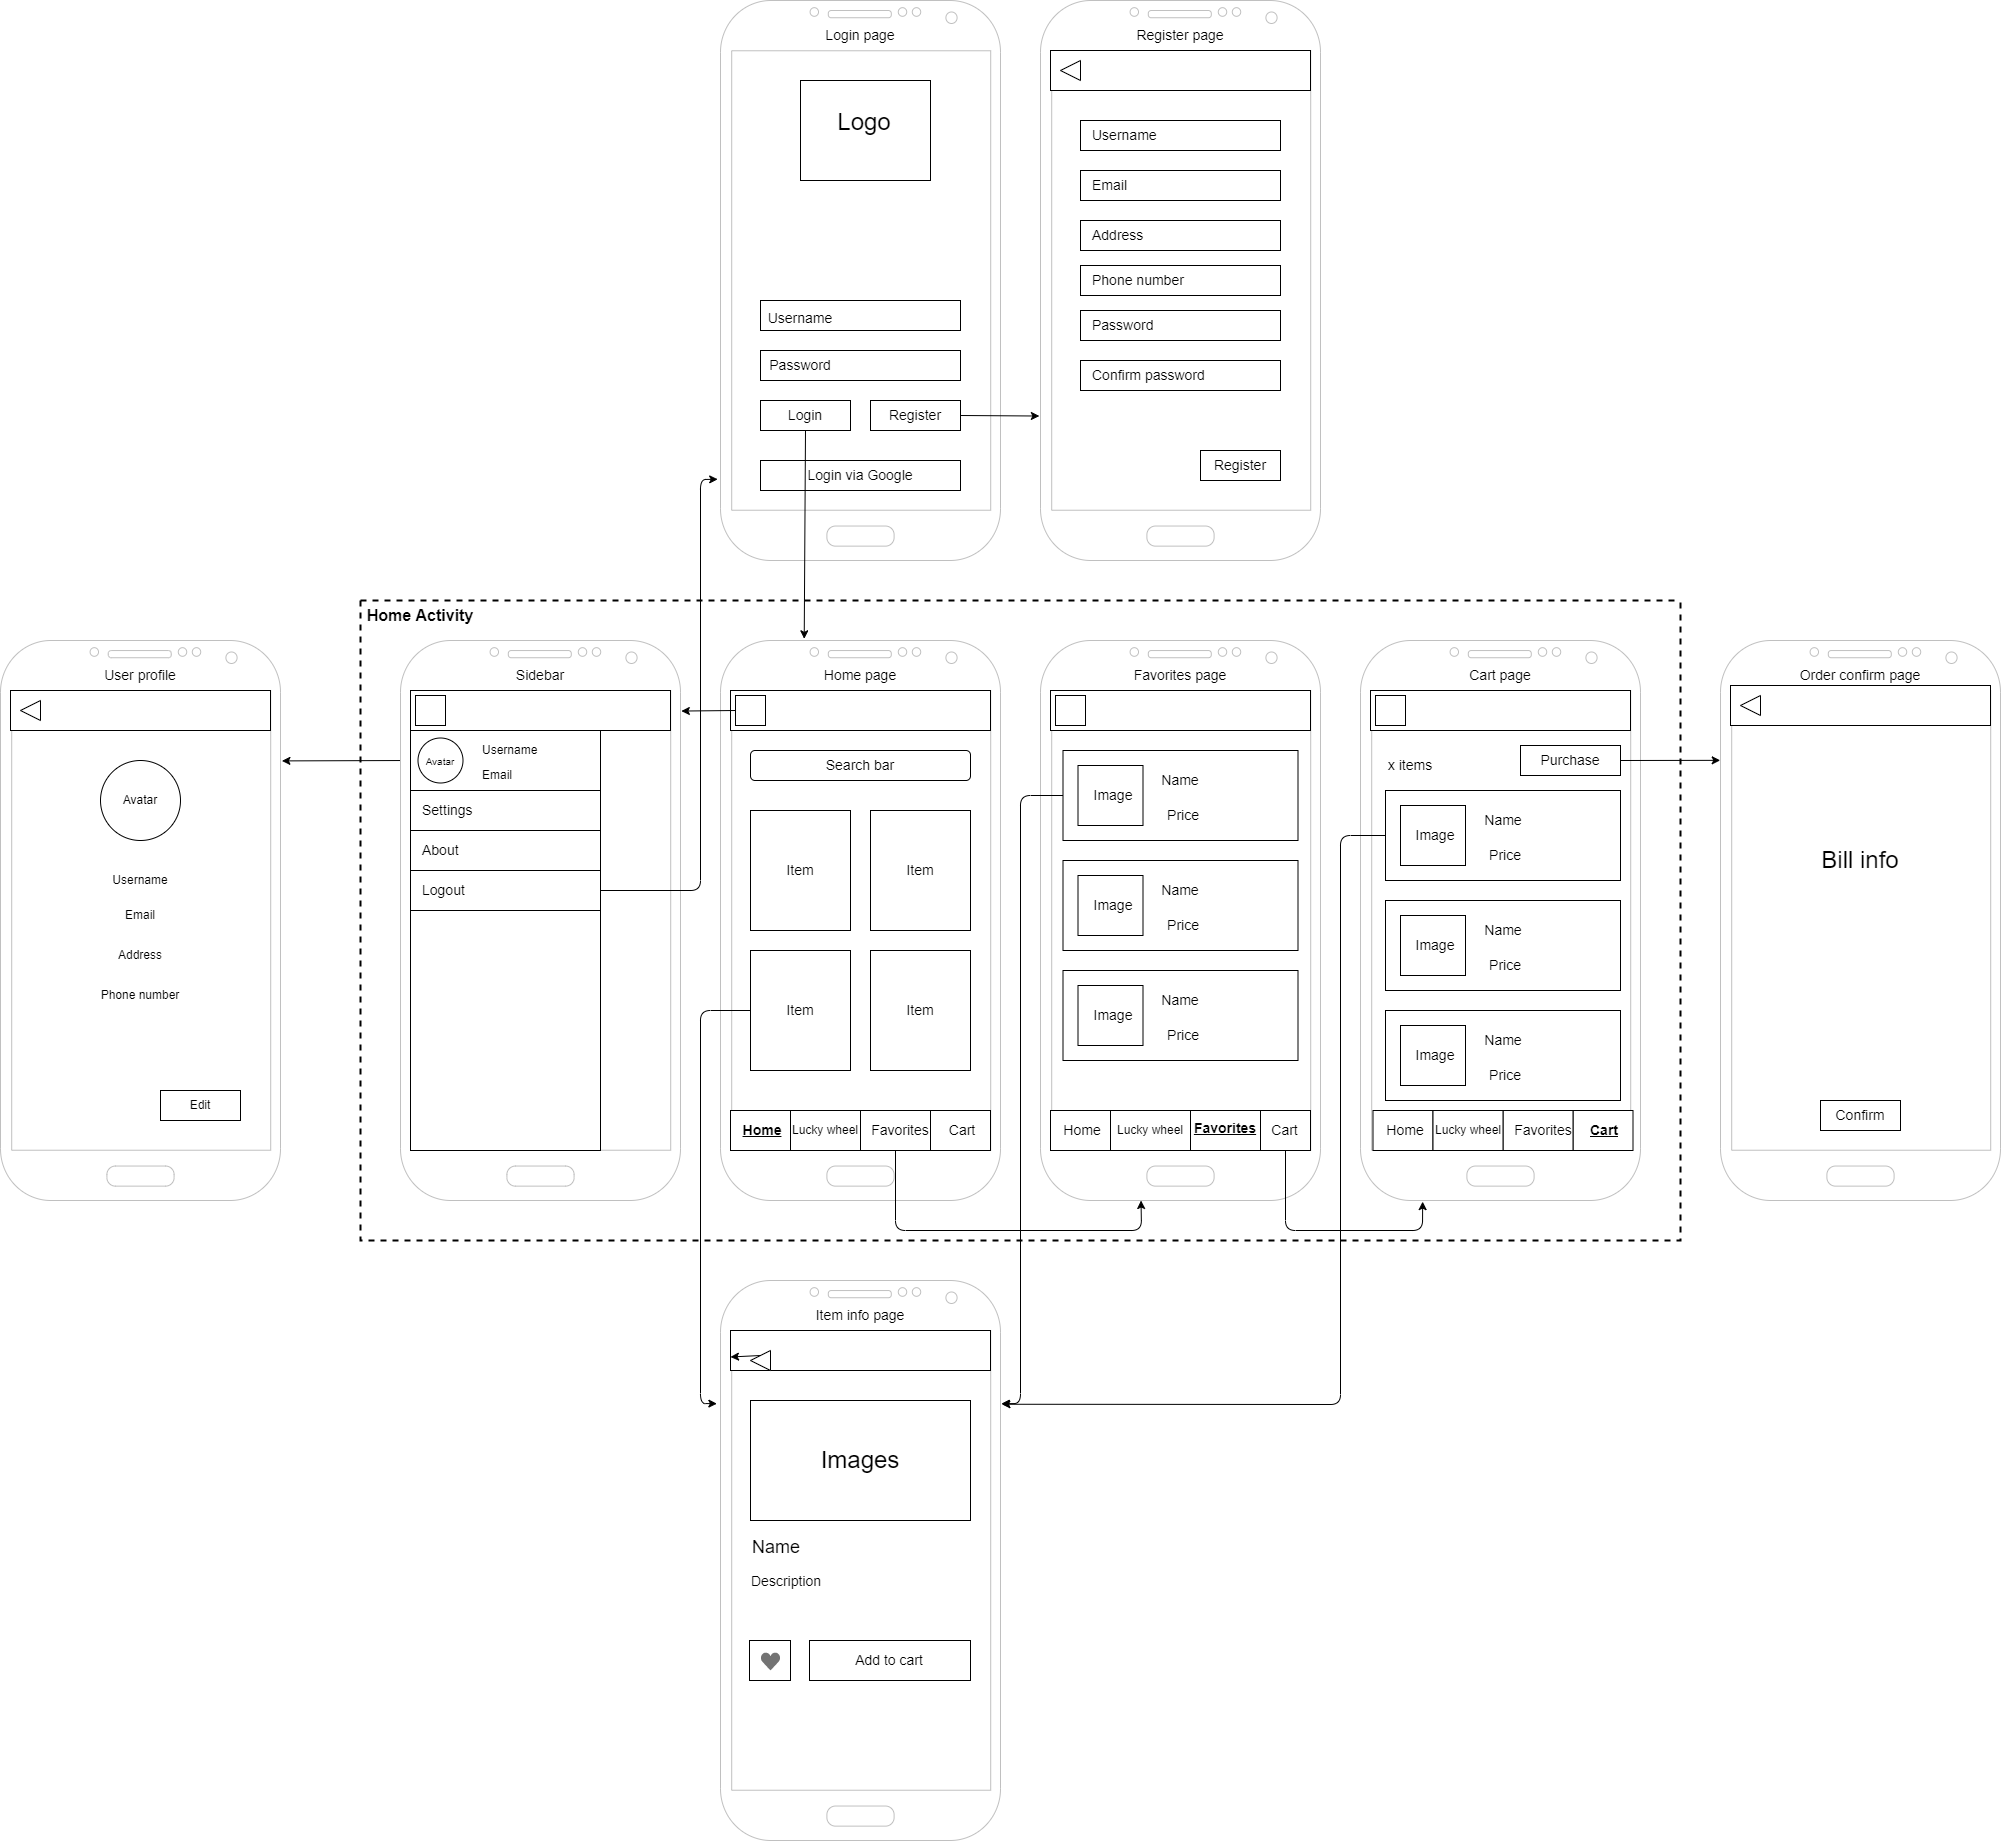 Login page
Logo
Username
Password
Login
Register
Login via Google
Register page
Username
Email
Address
Phone number
Password
Confirm password
Register
Home Activity
User profile
Avatar
Username
Email
Address
Phone number
Edit
Sidebar
Avatar
Username
Email
Settings
About
Logout
Home page
Search bar
Item
Item
Item
Item
Home
Lucky wheel
Favorites
Cart
Favorites page
Image
Name
Price
Image
Name
Price
Image
Name
Price
Home
Lucky wheel
Favorites
Cart
Cart page
x items
Purchase
Image
Name
Price
Image
Name
Price
Image
Name
Price
Home
Lucky wheel
Favorites
Cart
Order confirm page
Bill info
Confirm
Item info page
Images
Name
Description
Add to cart